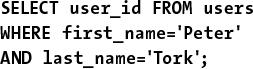 SELECT user_id FROM users
WHERE first_name='Peter'
AND last_name='Tork';